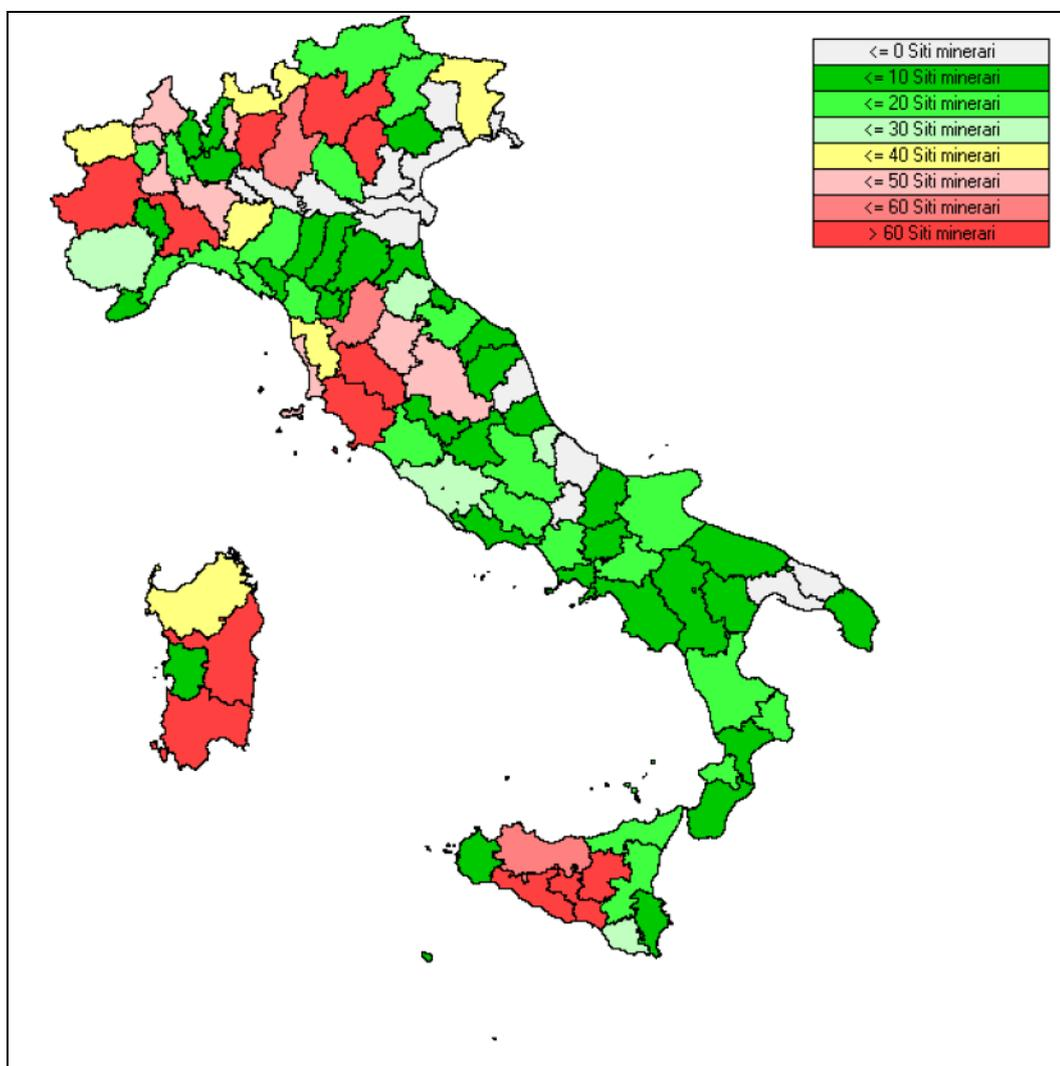 <= 0 Siti minerari
<= 10 Siti minerari
<= 20 Siti minerari
<= 30 Siti minerari
<= 40 Siti minerari
<= 50 Siti minerari
<= 60 Siti minerari
> 60 Siti minerari